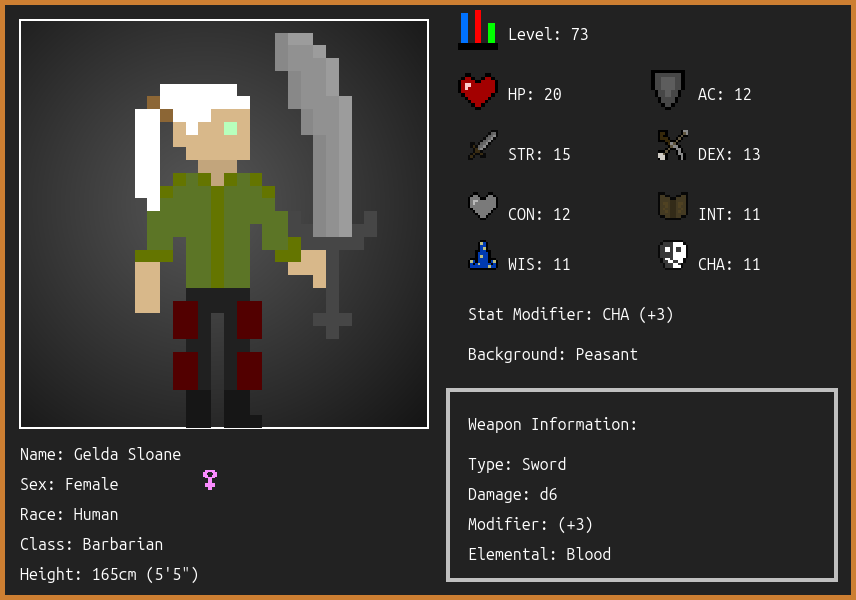 Level: 73
HP: 20
AC: 12
STR: 15
DEX: 13
CON: 12
INT: 11
WIS: 11
CHA: 11
Stat Modifier: CHA (+3)
Background: Peasant
Weapon Information:
Type: Sword
Damage: d6
Modifier: (+3)
Elemental: Blood
Name: Gelda Sloane
Sex: Female
Race: Human
Class: Barbarian
Height: 165cm (5'5")